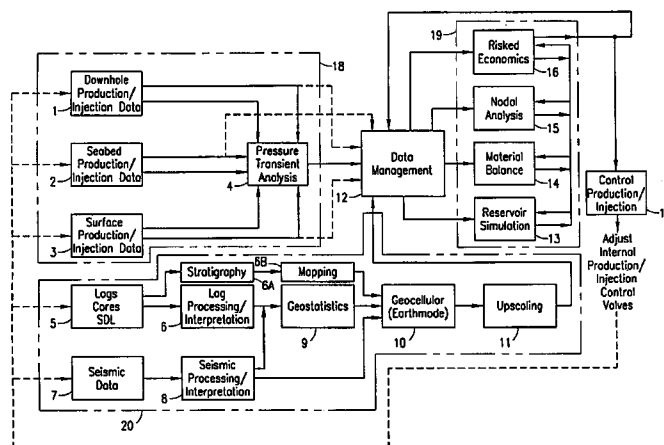 19
18
Risked
Economics
16
Downhole
Production/
Injection Data
1
Nodal
Analysis
15
Seabed
Production/
Injection Data
2
Pressure
Transient
Analysis
4
Data
Management
12
Material
Balance
14
Control
Production/
Injection
1
Surface
Production/
Injection Data
3
Reservoir
Simulation
13
Adjust
Internal
Production/
Injection
Control
Valves
Stratigraphy
6A
6B
Mapping
Logs
Cores
SDL
5
Log
Processing/
Interpretation
6
Geostatistics
9
Geocellular
(Earthmode)
10
Upscaling
11
Seismic Data
7
Seismic
Processing/
Interpretation
8
20